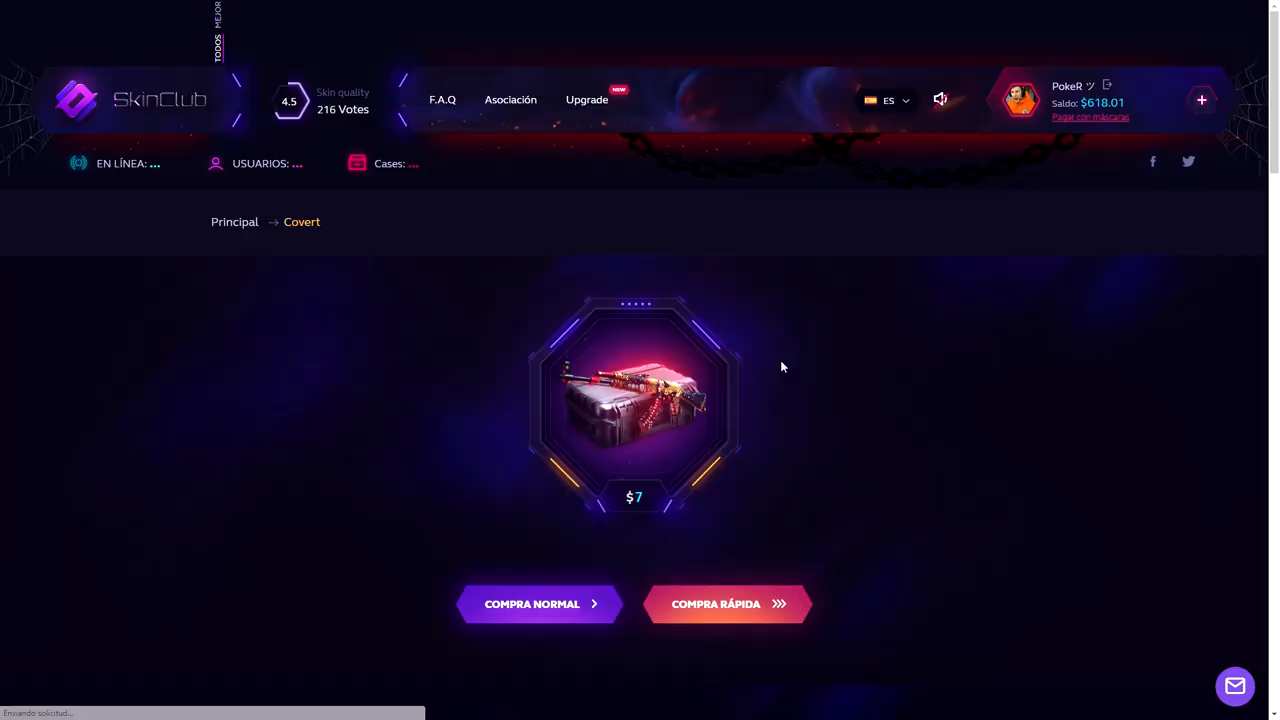 MEJOR
TODOS
SkinClub
4.5
Skin quality
216 Votes
F.A.Q
Asociación
Upgrade
NEW
ES
PokeR ツ
Saldo: $618.01
Pagar con máscaras
EN LÍNEA: ...
USUARIOS: ...
Cases: ...
Principal → Covert
$7
COMPRA NORMAL
COMPRA RÁPIDA
Enviando solicitud...